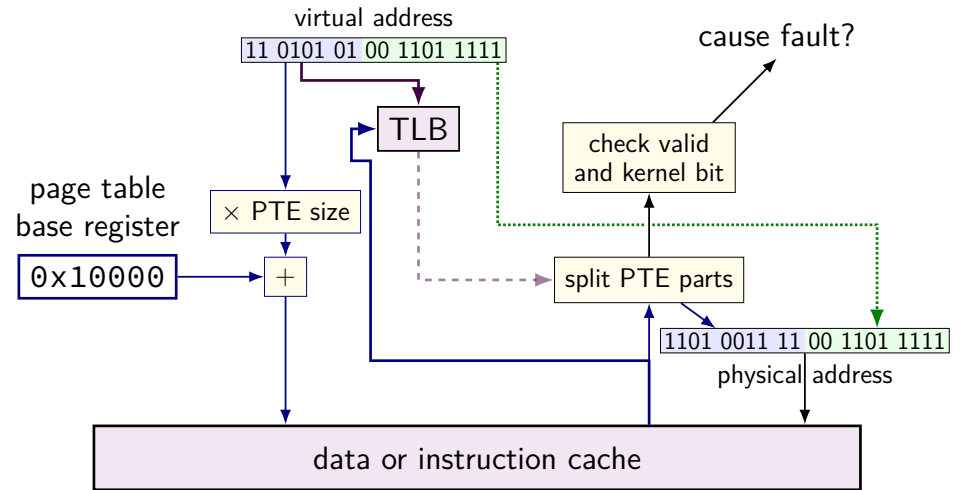 virtual address
11 0101 01 00 1101 1111
cause fault?
TLB
check valid
and kernel bit
page table
base register
× PTE size
0x10000
+
split PTE parts
1101 0011 11 00 1101 1111
physical address
data or instruction cache